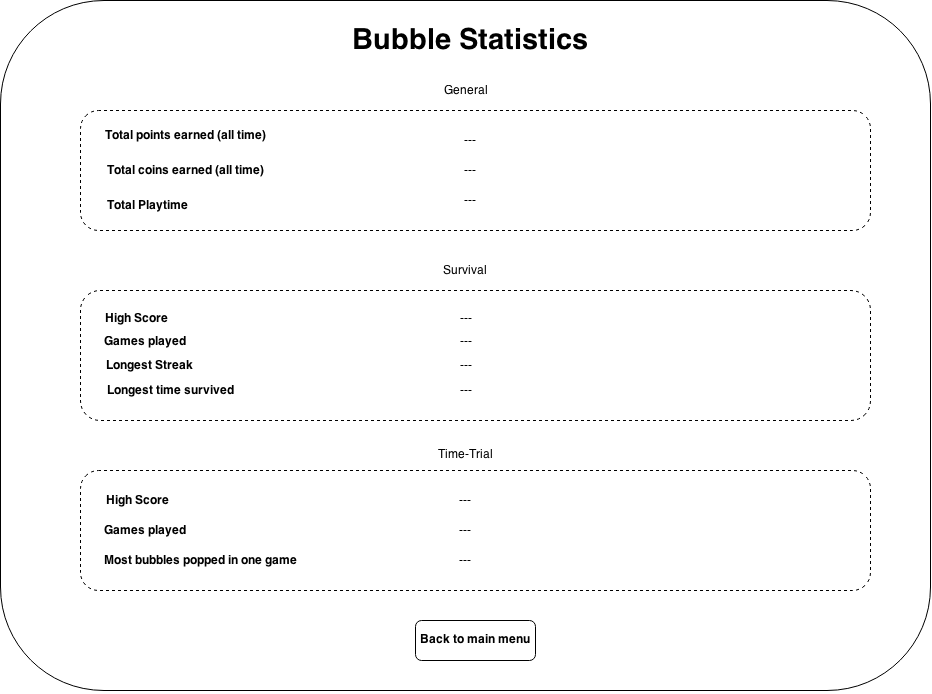 Bubble Statistics
General
Total points earned (all time) ---
Total coins earned (all time) ---
Total Playtime ---
Survival
High Score ---
Games played ---
Longest Streak ---
Longest time survived ---
Time-Trial
High Score ---
Games played ---
Most bubbles popped in one game ---
Back to main menu